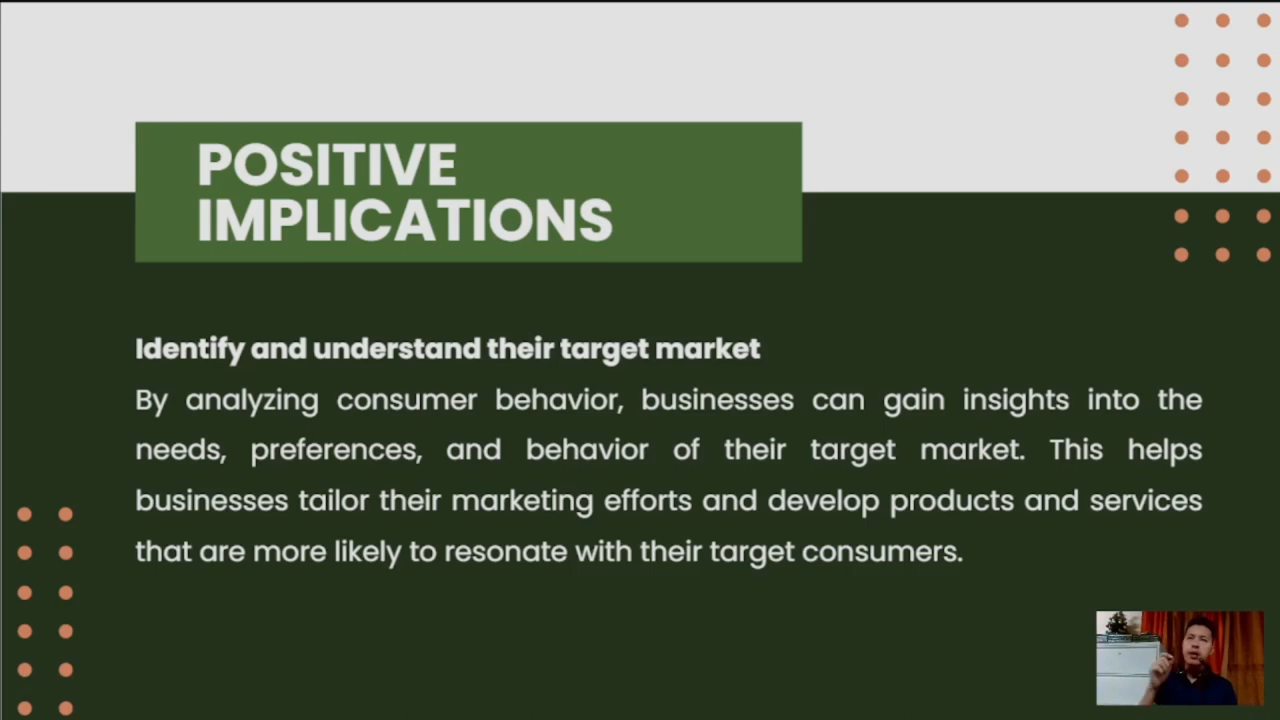 POSITIVE
IMPLICATIONS
Identify and understand their target market
By analyzing consumer behavior, businesses can gain insights into the
needs, preferences, and behavior of their target market. This helps
businesses tailor their marketing efforts and develop products and services
that are more likely to resonate with their target consumers.